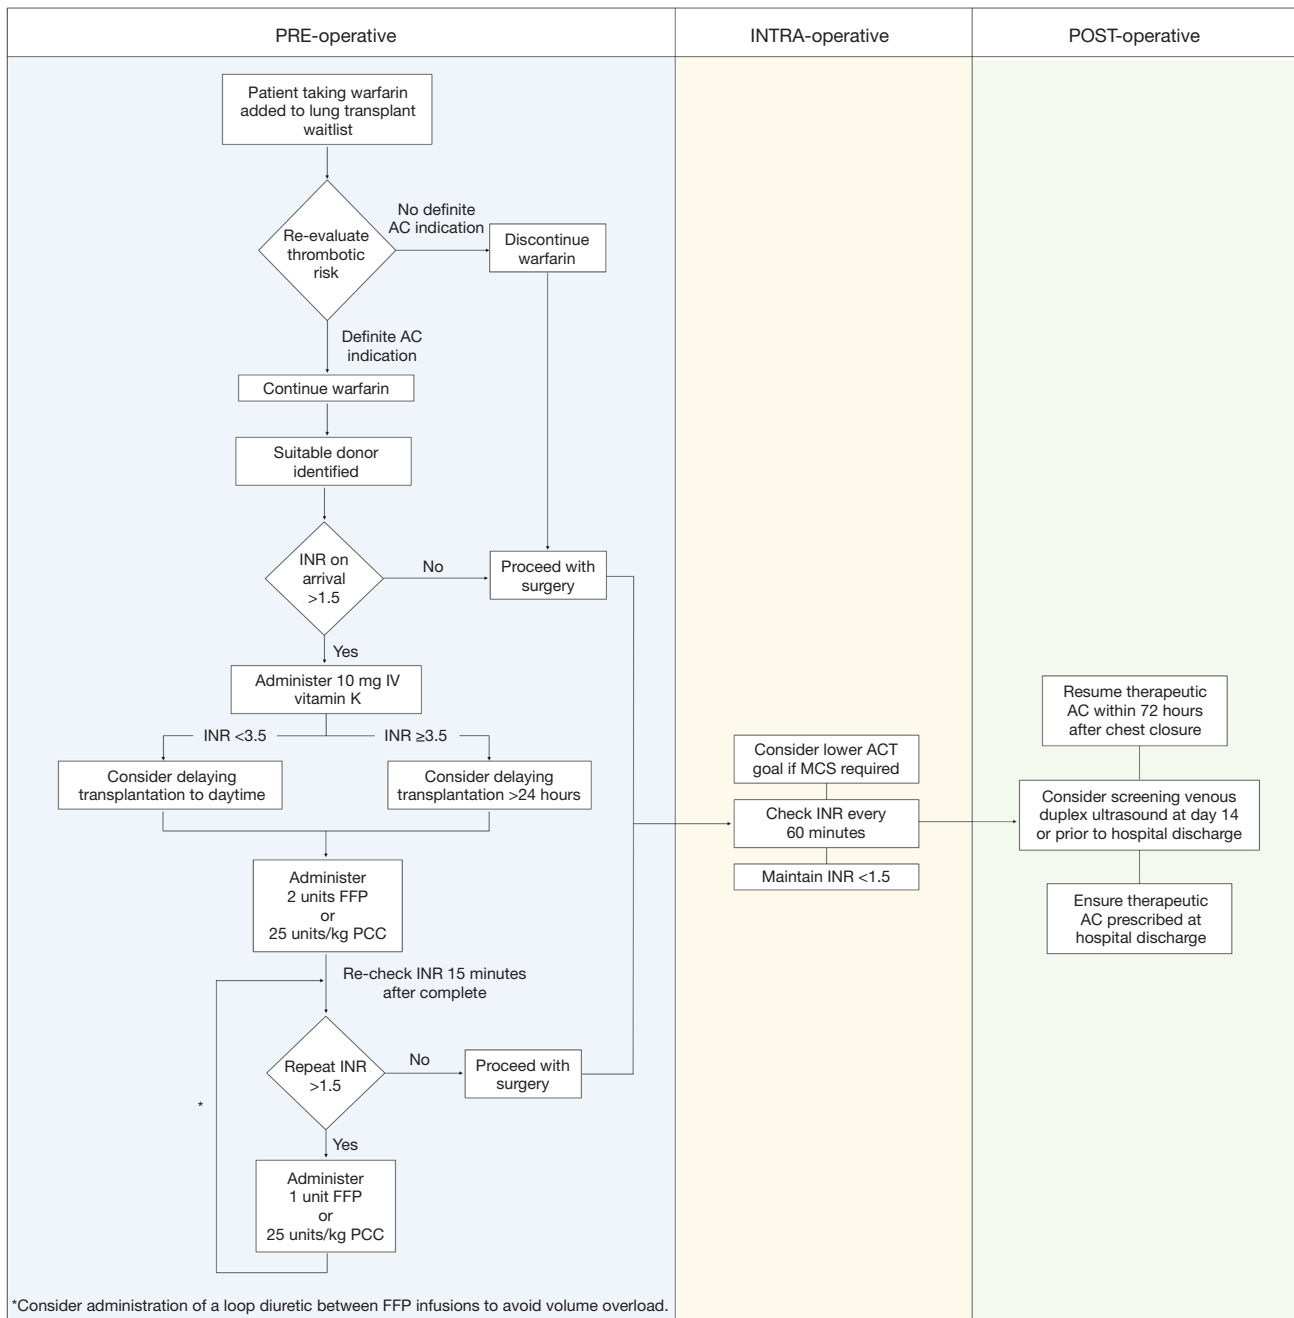 PRE-operative
INTRA-operative
POST-operative
Patient taking warfarin
added to lung transplant
waitlist
Re-evaluate
thrombotic
risk
No definite
AC indication
Discontinue
warfarin
Definite AC
indication
Continue warfarin
Suitable donor
identified
INR on
arrival
>1.5
No
Proceed with
surgery
Yes
Administer 10 mg IV
vitamin K
INR <3.5
INR ≥3.5
Consider delaying
transplantation to daytime
Consider delaying
transplantation >24 hours
Administer
2 units FFP
or
25 units/kg PCC
Re-check INR 15 minutes
after complete
Repeat INR
>1.5
No
Proceed with
surgery
*
Yes
Administer
1 unit FFP
or
25 units/kg PCC
*Consider administration of a loop diuretic between FFP infusions to avoid volume overload.
Consider lower ACT
goal if MCS required
Check INR every
60 minutes
Maintain INR <1.5
Resume therapeutic
AC within 72 hours
after chest closure
Consider screening venous
duplex ultrasound at day 14
or prior to hospital discharge
Ensure therapeutic
AC prescribed at
hospital discharge